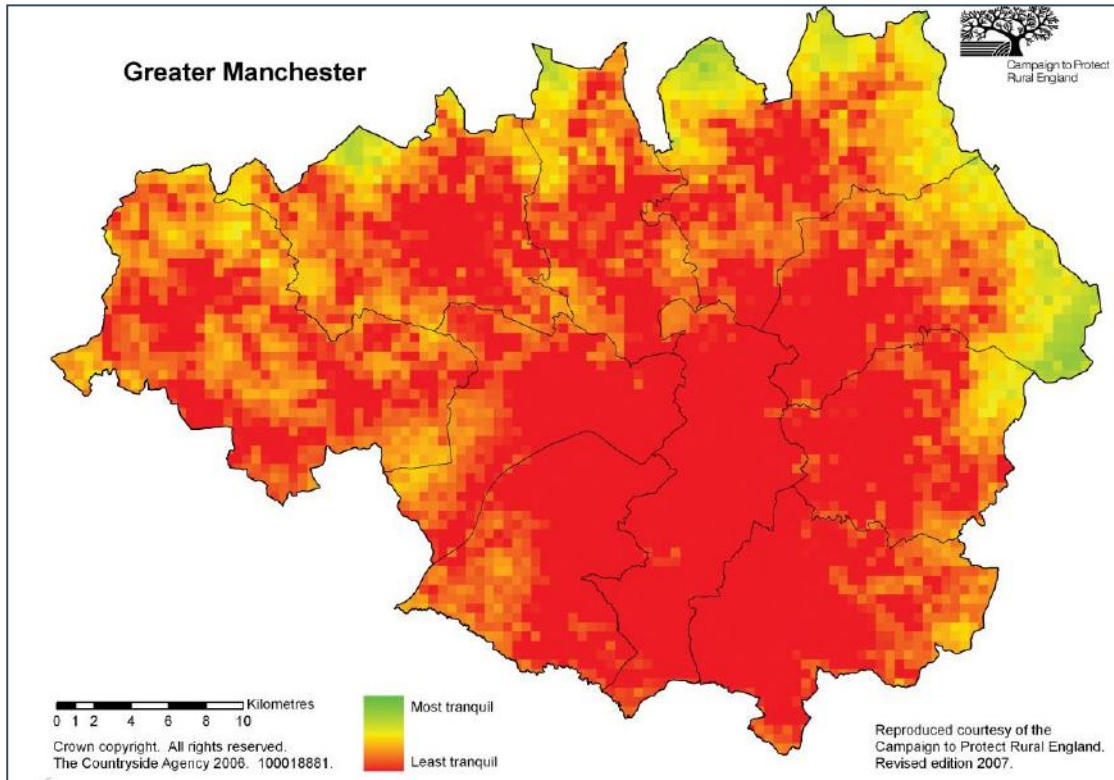 Greater Manchester
Campaign to Protect
Rural England
Kilometres
0 1 2 4 6 8 10
Crown copyright. All rights reserved.
The Countryside Agency 2006. 100018881.
Most tranquil
Least tranquil
Reproduced courtesy of the
Campaign to Protect Rural England.
Revised edition 2007.